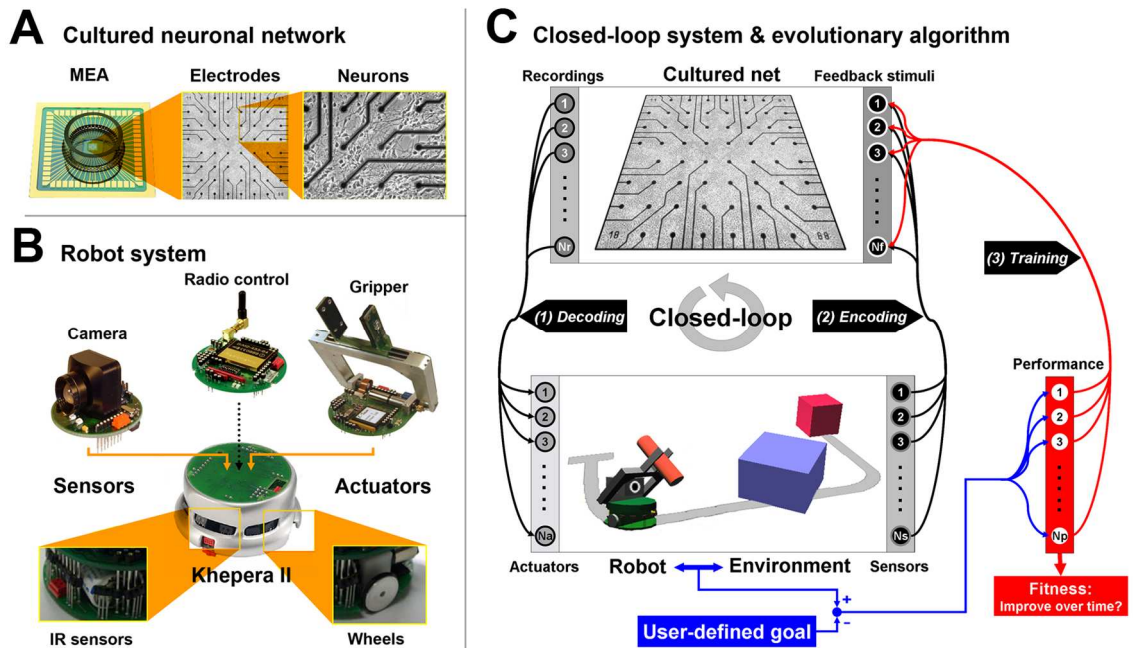 A Cultured neuronal network
MEA
Electrodes
Neurons
B Robot system
Radio control
Gripper
Camera
Sensors
Actuators
Khepera II
IR sensors
Wheels
C Closed-loop system & evolutionary algorithm
Recordings
Cultured net
Feedback stimuli
1
2
3
Nr
1
2
3
Nf
(1) Decoding
Closed-loop
(2) Encoding
(3) Training
1
2
3
Na
1
2
3
Ns
Performance
1
2
3
Np
Actuators
Robot
Environment
Sensors
+
−
User-defined goal
Fitness:
Improve over time?